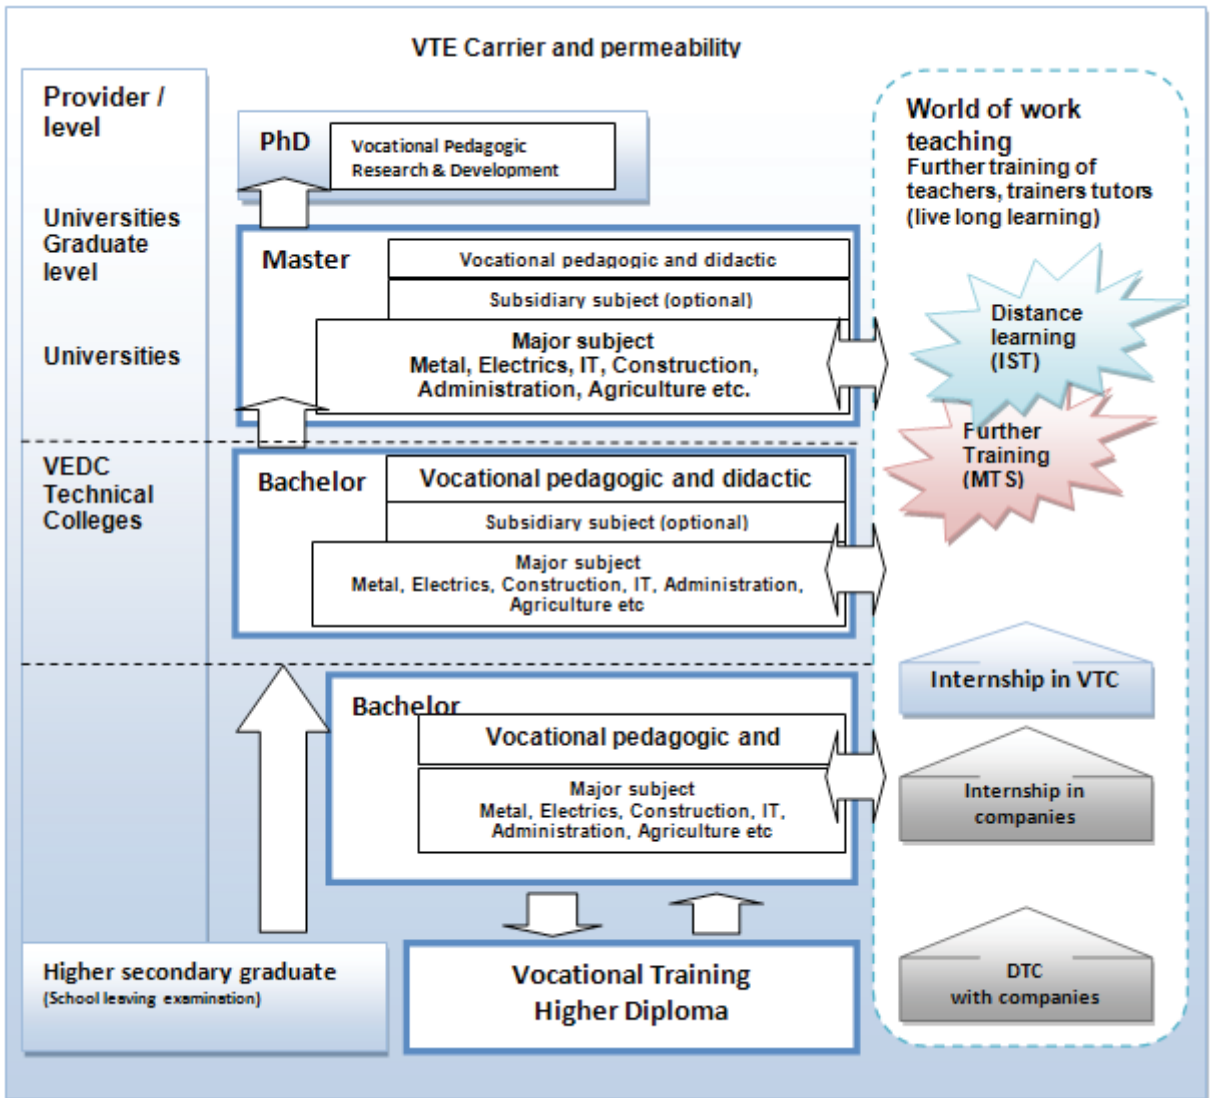 VTE Carrier and permeability
Provider /
level
Universities
Graduate
level
Universities
VEDC
Technical
Colleges
PhD
Vocational Pedagogic
Research & Development
Master
Vocational pedagogic and didactic
Subsidiary subject (optional)
Major subject
Metal, Electrics, IT, Construction,
Administration, Agriculture etc.
Bachelor
Vocational pedagogic and didactic
Subsidiary subject (optional)
Major subject
Metal, Electrics, Construction, IT, Administration,
Agriculture etc
Bachelor
Vocational pedagogic and
Major subject
Metal, Electrics, Construction, IT,
Administration, Agriculture etc
Higher secondary graduate
(School leaving examination)
Vocational Training
Higher Diploma
World of work
teaching
Further training of
teachers, trainers tutors
(live long learning)
Distance
learning
(IST)
Further
Training
(MTS)
Internship in VTC
Internship in
companies
DTC
with companies